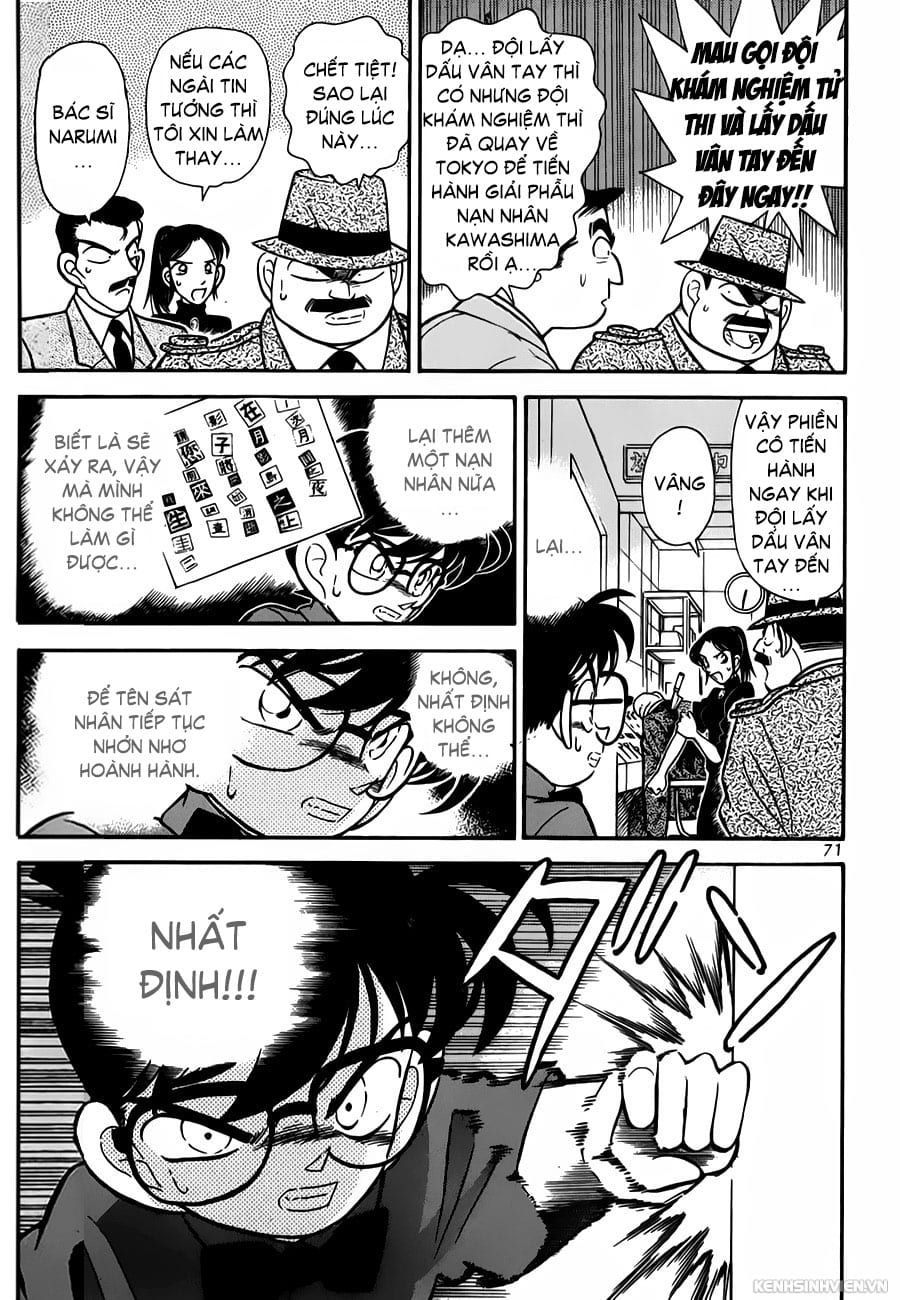 MAU GỌI ĐỘI
KHÁM NGHIỆM TỬ
THI VÀ LẤY DẤU
VÂN TAY ĐẾN
ĐÂY NGAY!!
DẠ... ĐỘI LẤY
DẤU VÂN TAY THÌ
CÓ NHƯNG ĐỘI
KHÁM NGHIỆM THÌ
ĐÃ QUAY VỀ
TOKYO ĐỂ TIẾN
HÀNH GIẢI PHẪU
NẠN NHÂN
KAWASHIMA
RỒI Ạ...
CHẾT TIỆT!
SAO LẠI
ĐÚNG LÚC
NÀY...
NẾU CÁC
NGÀI TIN
TƯỞNG THÌ
TÔI XIN LÀM
THAY...
BÁC SĨ
NARUMI
...
VẬY PHIỀN
CÔ TIẾN
HÀNH
NGAY KHI
ĐỘI LẤY
DẤU VÂN
TAY ĐẾN
...
VÂNG
!
LẠI...
LẠI THÊM
MỘT NẠN
NHÂN NỮA
...
BIẾT LÀ SẼ
XẢY RA, VẬY
MÀ MÌNH
KHÔNG THỂ
LÀM GÌ
ĐƯỢC...
KHÔNG,
NHẤT ĐỊNH
KHÔNG
THỂ...
ĐỂ TÊN SÁT
NHÂN TIẾP TỤC
NHỞN NHƠ
HOÀNH HÀNH.
71
NHẤT
ĐỊNH!!!
ダッ
KENHSINHVIEN.VN